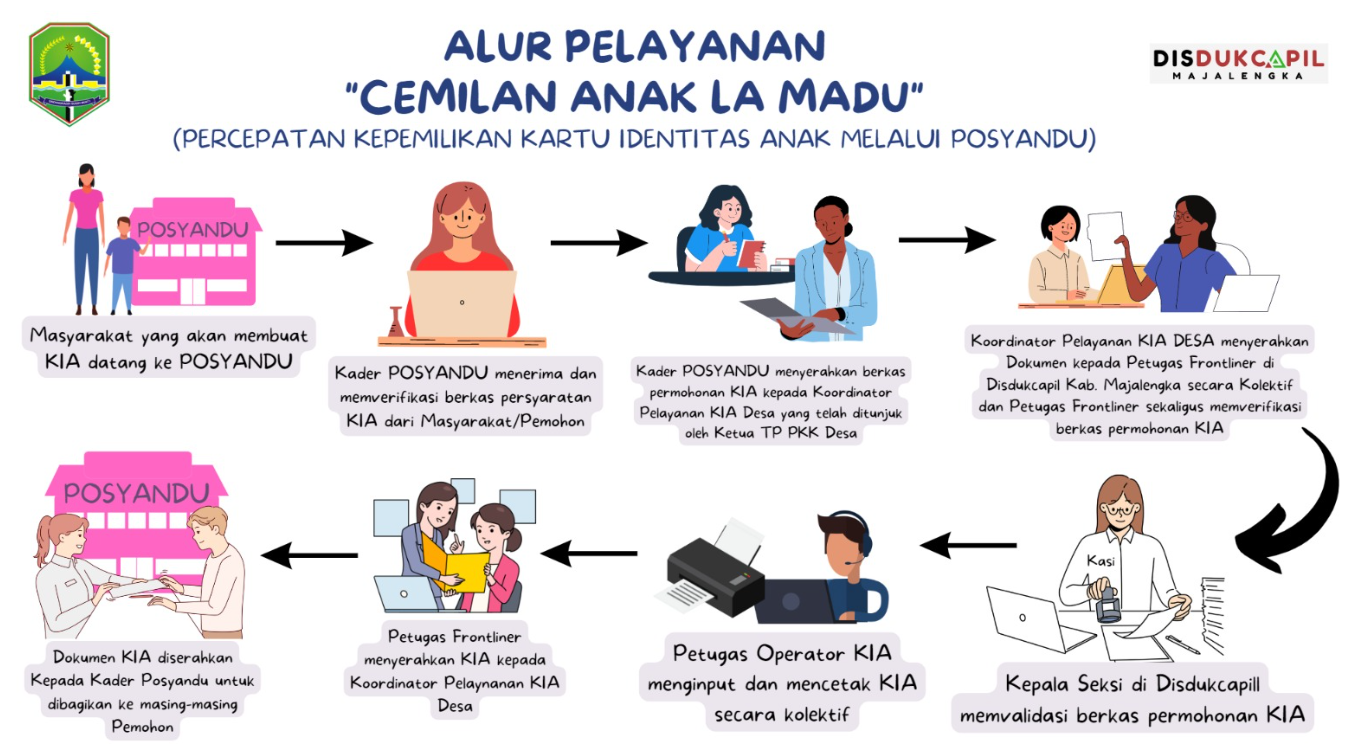 ALUR PELAYANAN
"CEMILAN ANAK LA MADU"
(PERCEPATAN KEPEMILIKAN KARTU IDENTITAS ANAK MELALUI POSYANDU)
DISDUKCAPIL
MAJALENGKA
POSYANDU
Masyarakat yang akan membuat
KIA datang ke POSYANDU
Kader POSYANDU menerima dan
memverifikasi berkas persyaratan
KIA dari Masyarakat/Pemohon
Kader POSYANDU menyerahkan berkas
permohonan KIA kepada Koordinator
Pelayanan KIA Desa yang telah ditunjuk
oleh Ketua TP PKK Desa
Koordinator Pelayanan KIA DESA menyerahkan
Dokumen kepada Petugas Frontliner di
Disdukcapil Kab. Majalengka secara Kolektif
dan Petugas Frontliner sekaligus memverifikasi
berkas permohonan KIA
Kasi
Kepala Seksi di Disdukcapill
memvalidasi berkas permohonan KIA
Petugas Operator KIA
menginput dan mencetak KIA
secara kolektif
Petugas Frontliner
menyerahkan KIA kepada
Koordinator Pelaynanan KIA
Desa
POSYANDU
Dokumen KIA diserahkan
Kepada Kader Posyandu untuk
dibagikan ke masing-masing
Pemohon